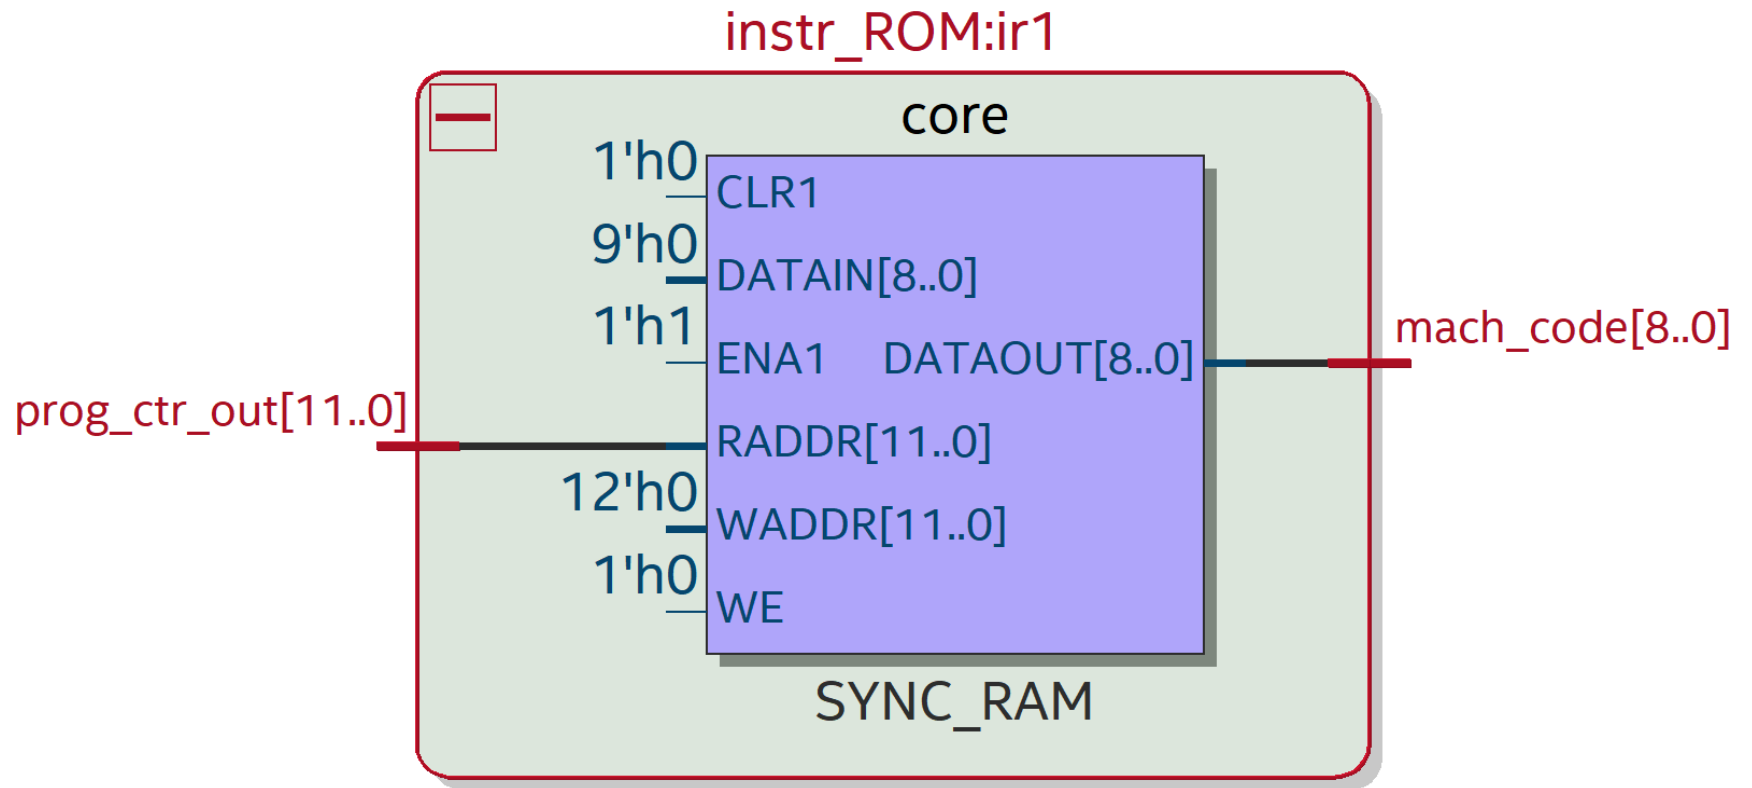 instr_ROM:ir1
core
1'h0
CLR1
9'h0
DATAIN[8..0]
1'h1
ENA1 DATAOUT[8..0]
mach_code[8..0]
prog_ctr_out[11..0]
RADDR[11..0]
12'h0
WADDR[11..0]
1'h0
WE
SYNC_RAM